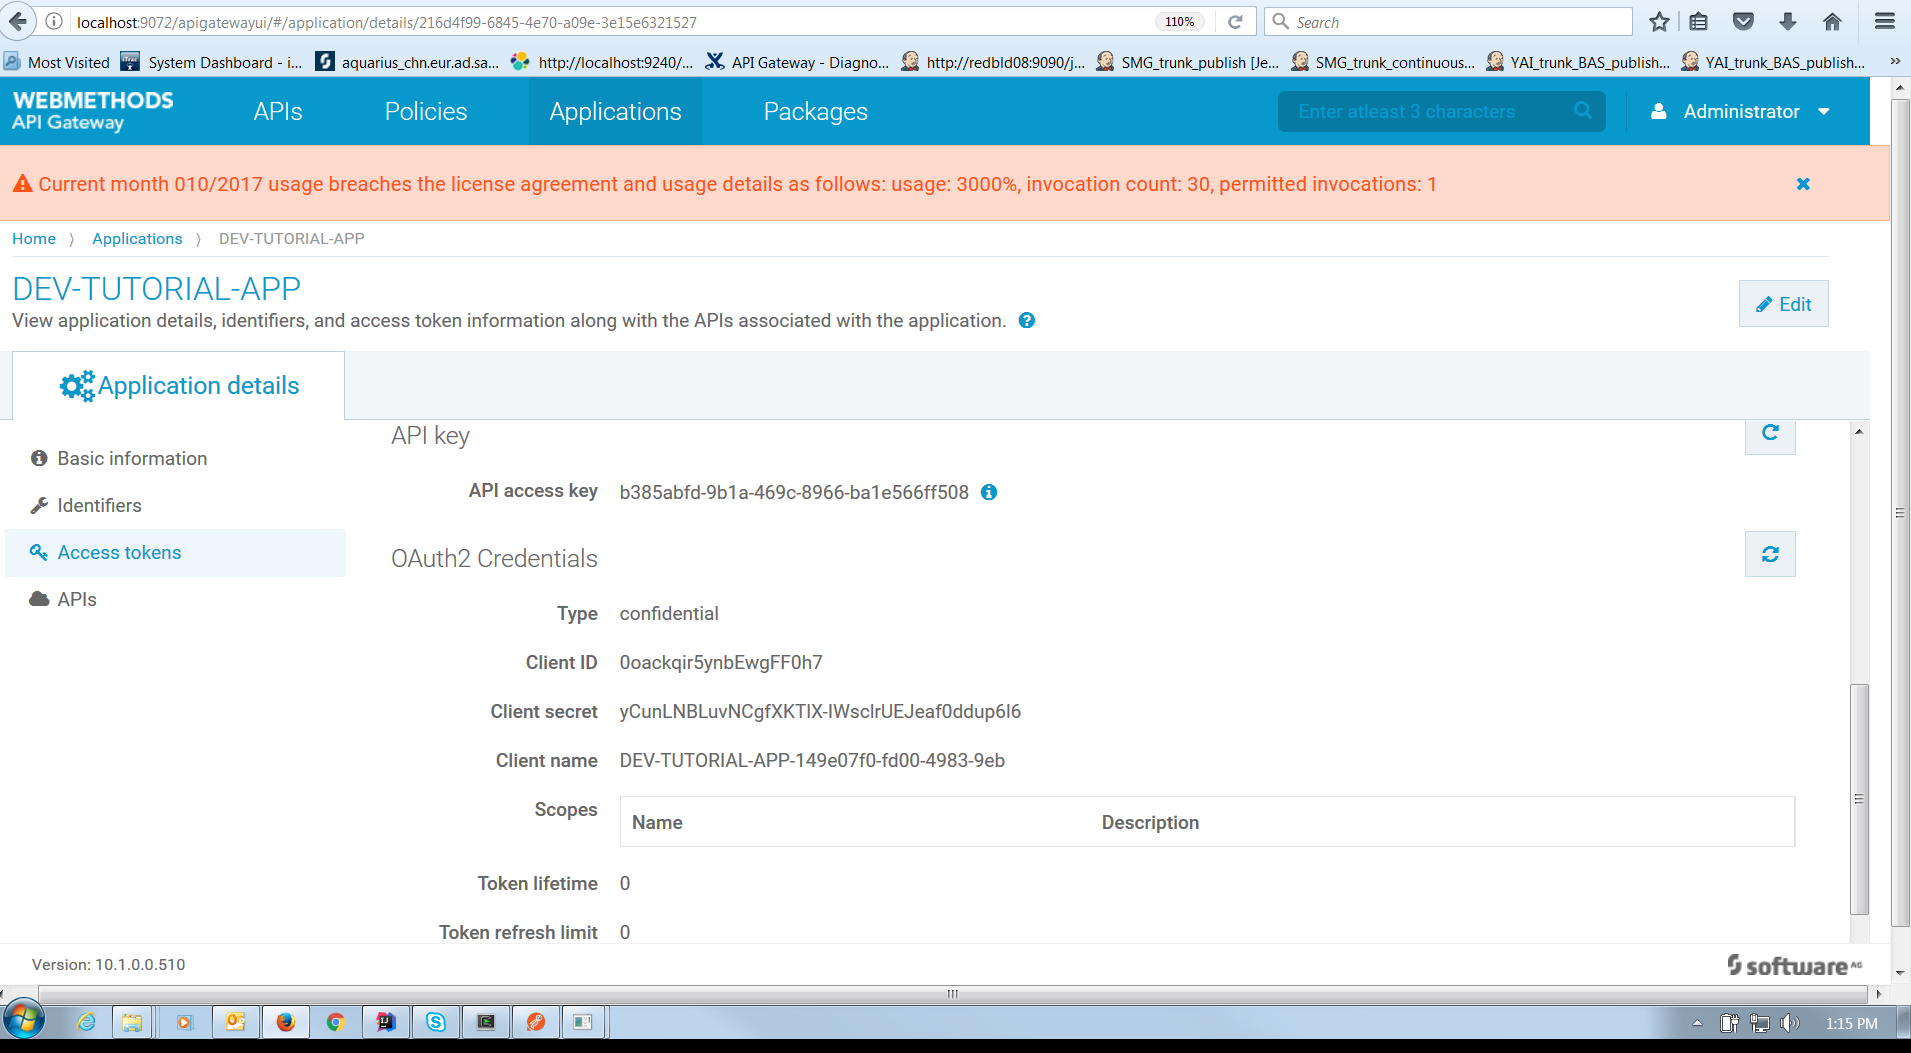 localhost:9072/apigatewayui/#/application/details/216d4f99-6845-4e70-a09e-3e15e6321527 110% Search
Most Visited System Dashboard - i... aquarius_chn.eur.ad.sa... http://localhost:9240/... API Gateway - Diagno... http://redbld08:9090/j... SMG_trunk_publish [Je... SMG_trunk_continuous... YAI_trunk_BAS_publish... YAI_trunk_BAS_publish... »
WEBMETHODS
API Gateway
APIs Policies Applications Packages Enter atleast 3 characters Administrator
Current month 010/2017 usage breaches the license agreement and usage details as follows: usage: 3000%, invocation count: 30, permitted invocations: 1
Home Applications DEV-TUTORIAL-APP
DEV-TUTORIAL-APP
View application details, identifiers, and access token information along with the APIs associated with the application.
Edit
Application details
Basic information
Identifiers
Access tokens
APIs
API key
API access key b385abfd-9b1a-469c-8966-ba1e566ff508
OAuth2 Credentials
Type confidential
Client ID 0oackqir5ynbEwgFF0h7
Client secret yCunLNBLuvNCgfXKTlX-IWsclrUEJeaf0ddup6l6
Client name DEV-TUTORIAL-APP-149e07f0-fd00-4983-9eb
Scopes Name Description
Token lifetime 0
Token refresh limit 0
Version: 10.1.0.0.510
software AG
1:15 PM